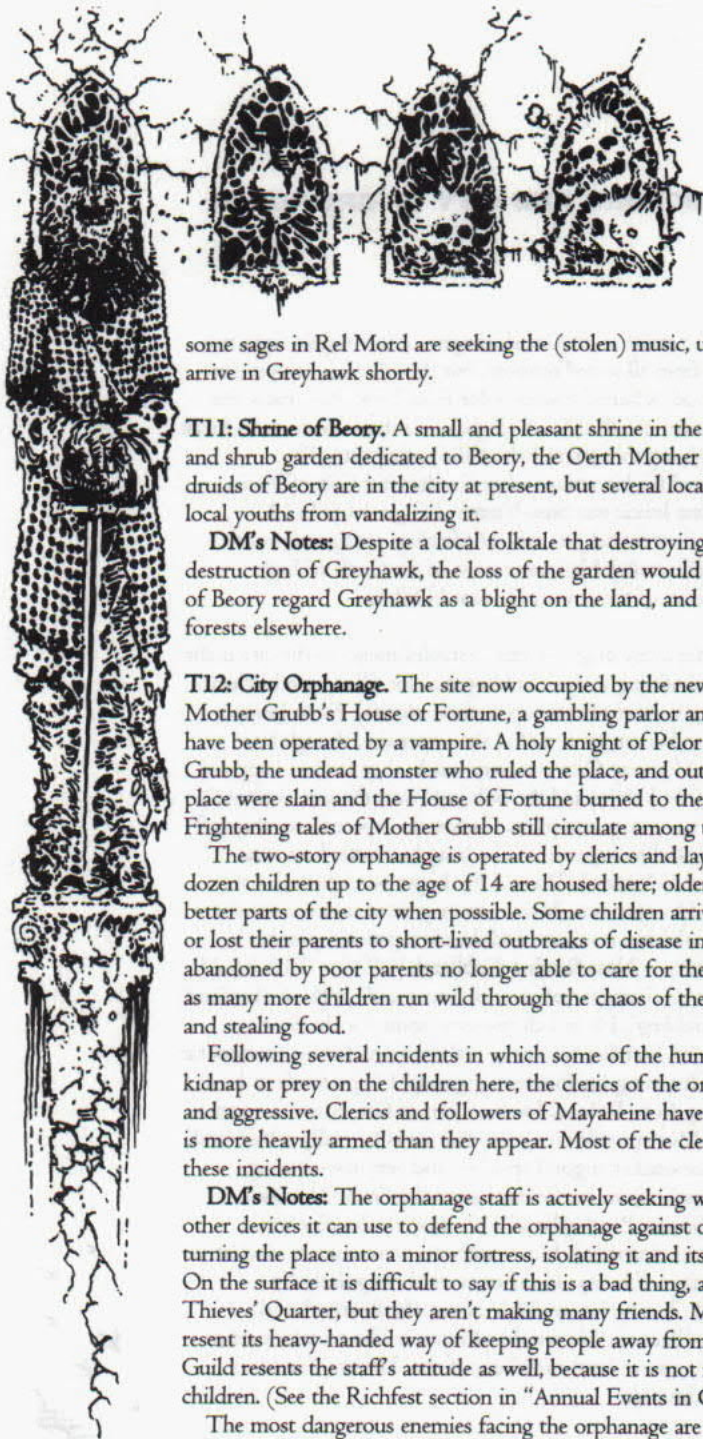 some sages in Rel Mord are seeking the (stolen) music, u
arrive in Greyhawk shortly.
T11: Shrine of Beory. A small and pleasant shrine in the
and shrub garden dedicated to Beory, the Oerth Mother
druids of Beory are in the city at present, but several loca
local youths from vandalizing it.
DM's Notes: Despite a local folktale that destroying
destruction of Greyhawk, the loss of the garden would
of Beory regard Greyhawk as a blight on the land, and
forests elsewhere.
T12: City Orphanage. The site now occupied by the nev
Mother Grubb's House of Fortune, a gambling parlor an
have been operated by a vampire. A holy knight of Pelor
Grubb, the undead monster who ruled the place, and out
place were slain and the House of Fortune burned to the
Frightening tales of Mother Grubb still circulate among t
The two-story orphanage is operated by clerics and lay
dozen children up to the age of 14 are housed here; older
better parts of the city when possible. Some children arriv
or lost their parents to short-lived outbreaks of disease in
abandoned by poor parents no longer able to care for the
as many more children run wild through the chaos of the
and stealing food.
Following several incidents in which some of the hum
kidnap or prey on the children here, the clerics of the or
and aggressive. Clerics and followers of Mayaheine have
is more heavily armed than they appear. Most of the cle
these incidents.
DM's Notes: The orphanage staff is actively seeking w
other devices it can use to defend the orphanage against o
turning the place into a minor fortress, isolating it and its
On the surface it is difficult to say if this is a bad thing, a
Thieves' Quarter, but they aren't making many friends. M
resent its heavy-handed way of keeping people away from
Guild resents the staff's attitude as well, because it is not
children. (See the Richfest section in "Annual Events in G
The most dangerous enemies facing the orphanage are